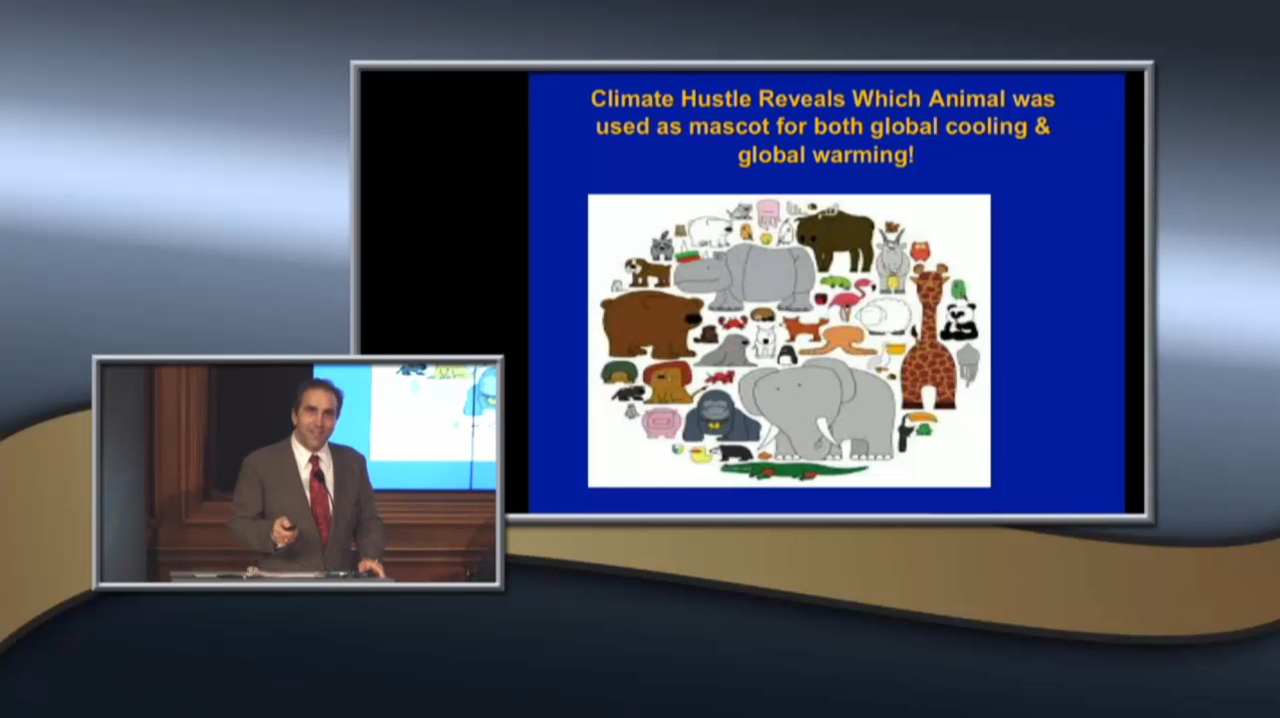 Climate Hustle Reveals Which Animal was
used as mascot for both global cooling &
global warming!